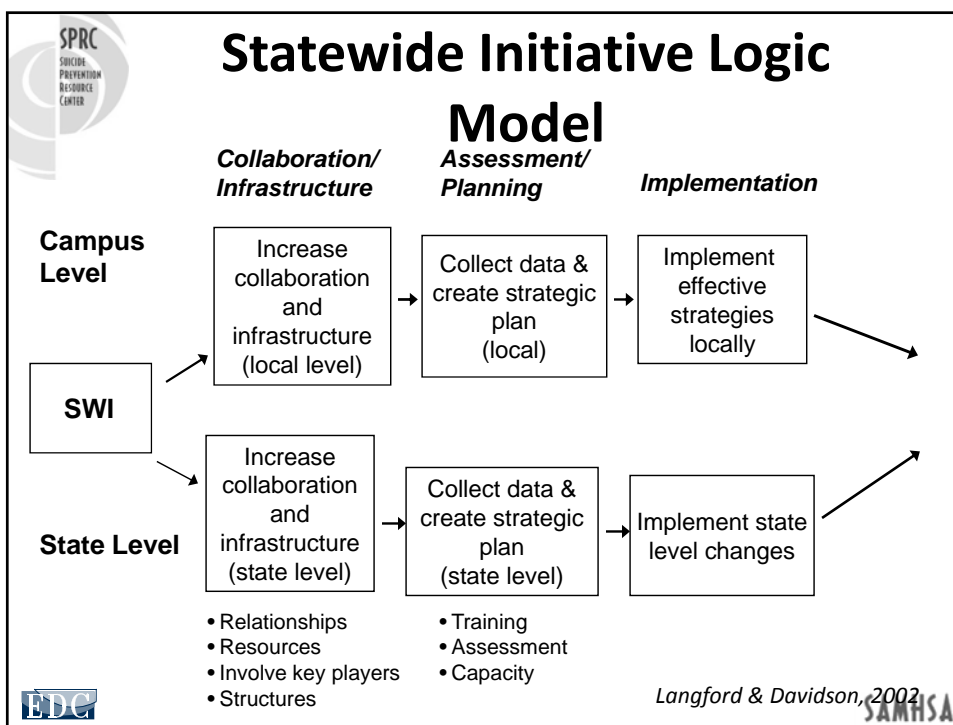 SPRC
SUICIDE
PREVENTION
RESOURCE
CENTER
Statewide Initiative Logic
Model
Collaboration/
Infrastructure
Assessment/
Planning
Implementation
Campus
Level
Increase
collaboration
and
infrastructure
(local level)
Collect data &
create strategic
plan
(local)
Implement
effective
strategies
locally
SWI
State Level
Increase
collaboration
and
infrastructure
(state level)
Collect data &
create strategic
plan
(state level)
Implement state
level changes
• Relationships
• Resources
• Involve key players
• Structures
• Training
• Assessment
• Capacity
EDC
Langford & Davidson, 2002
SAMHSA